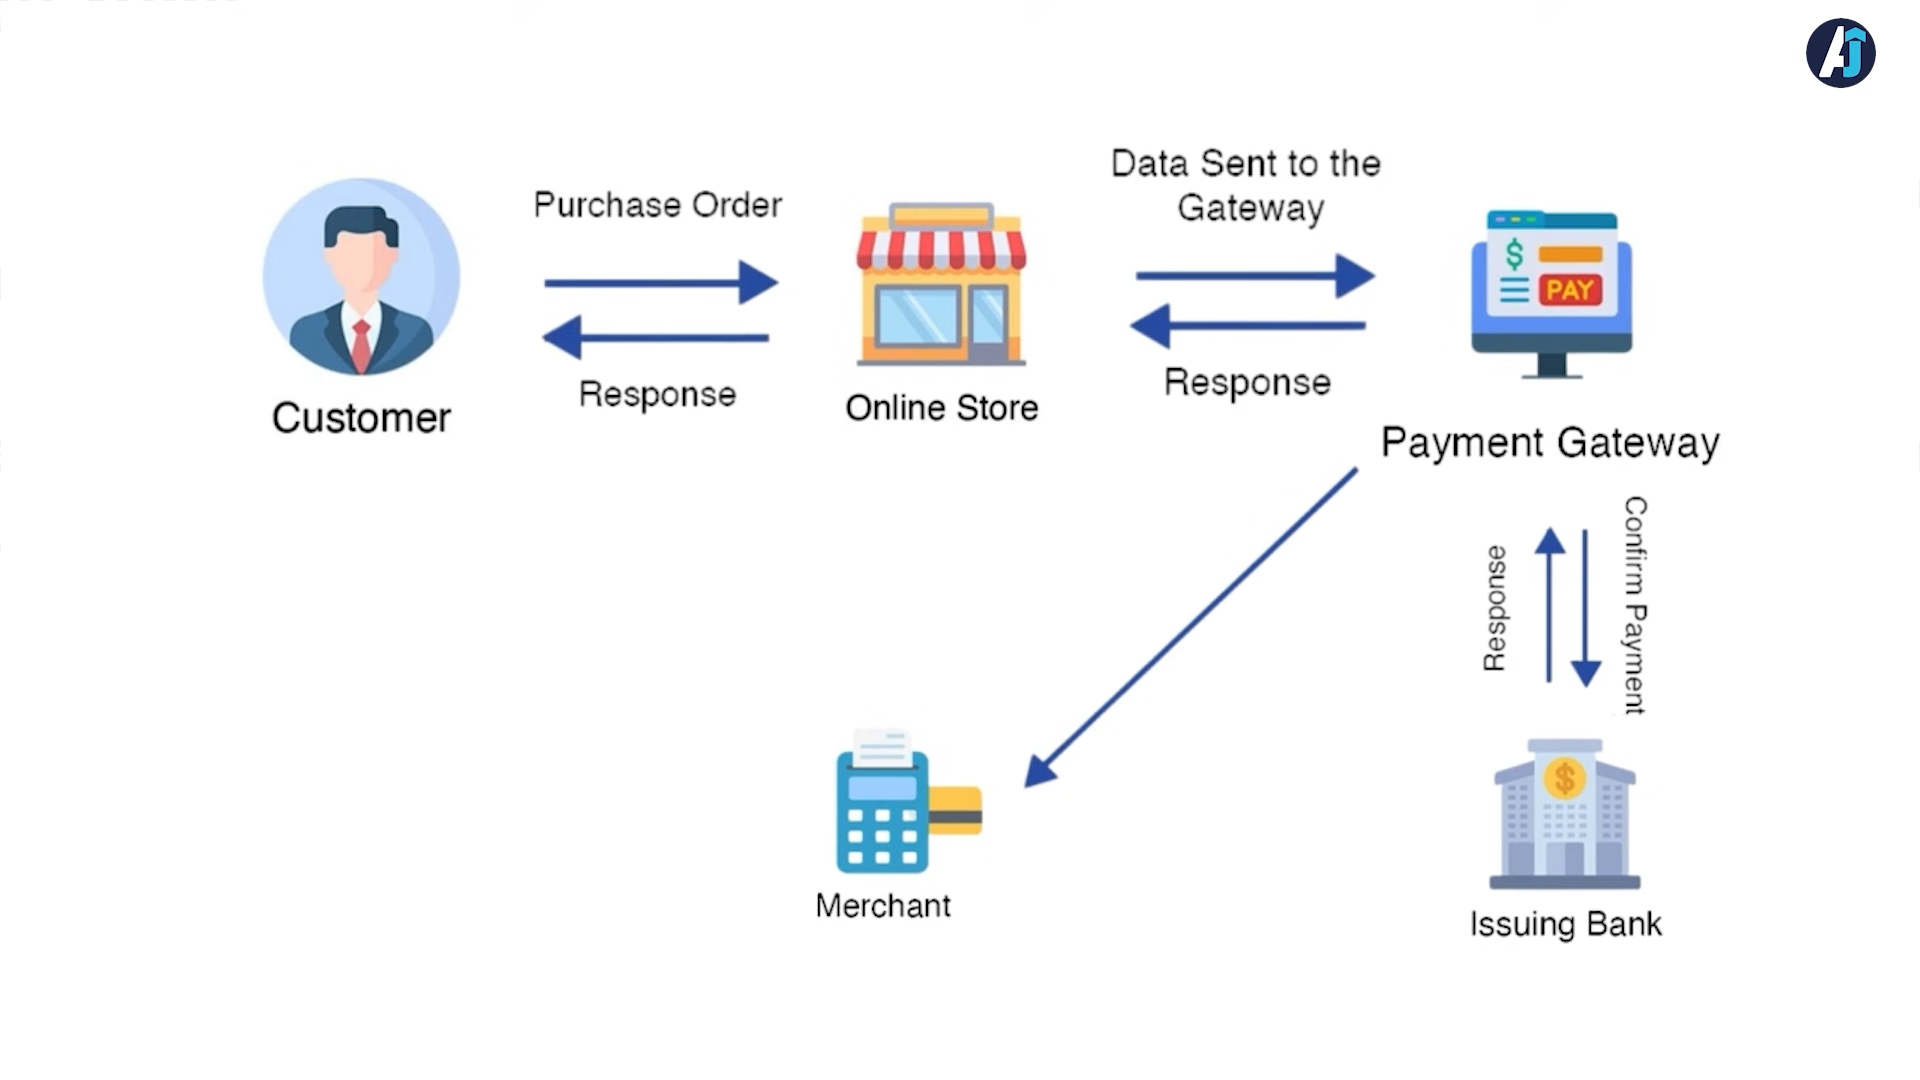 AJ
Purchase Order
Response
Customer
Online Store
Data Sent to the
Gateway
Response
$
PAY
Payment Gateway
Response
Confirm Payment
Merchant
$
Issuing Bank